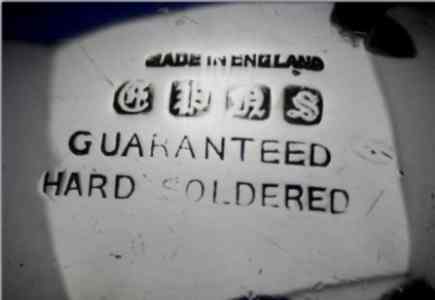 MADE IN ENGLAND
E P N S
GUARANTEED
HARD SOLDERED